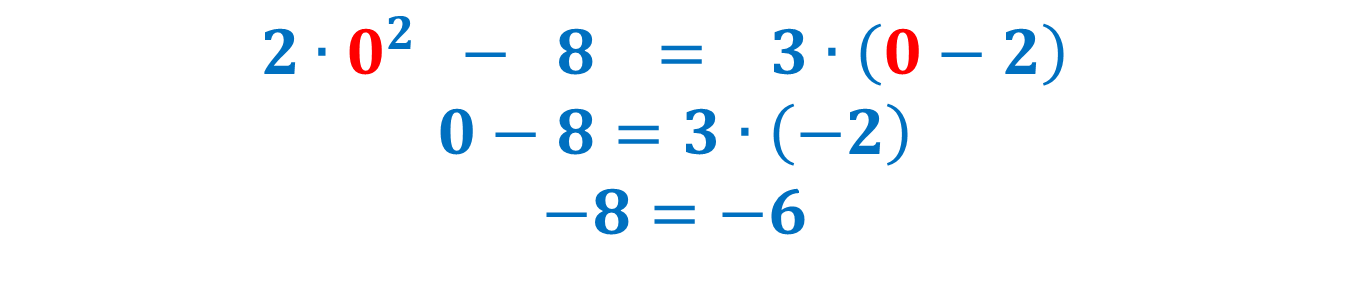 2 · 0² − 8 = 3 · (0 − 2)
0 − 8 = 3 · (−2)
−8 = −6